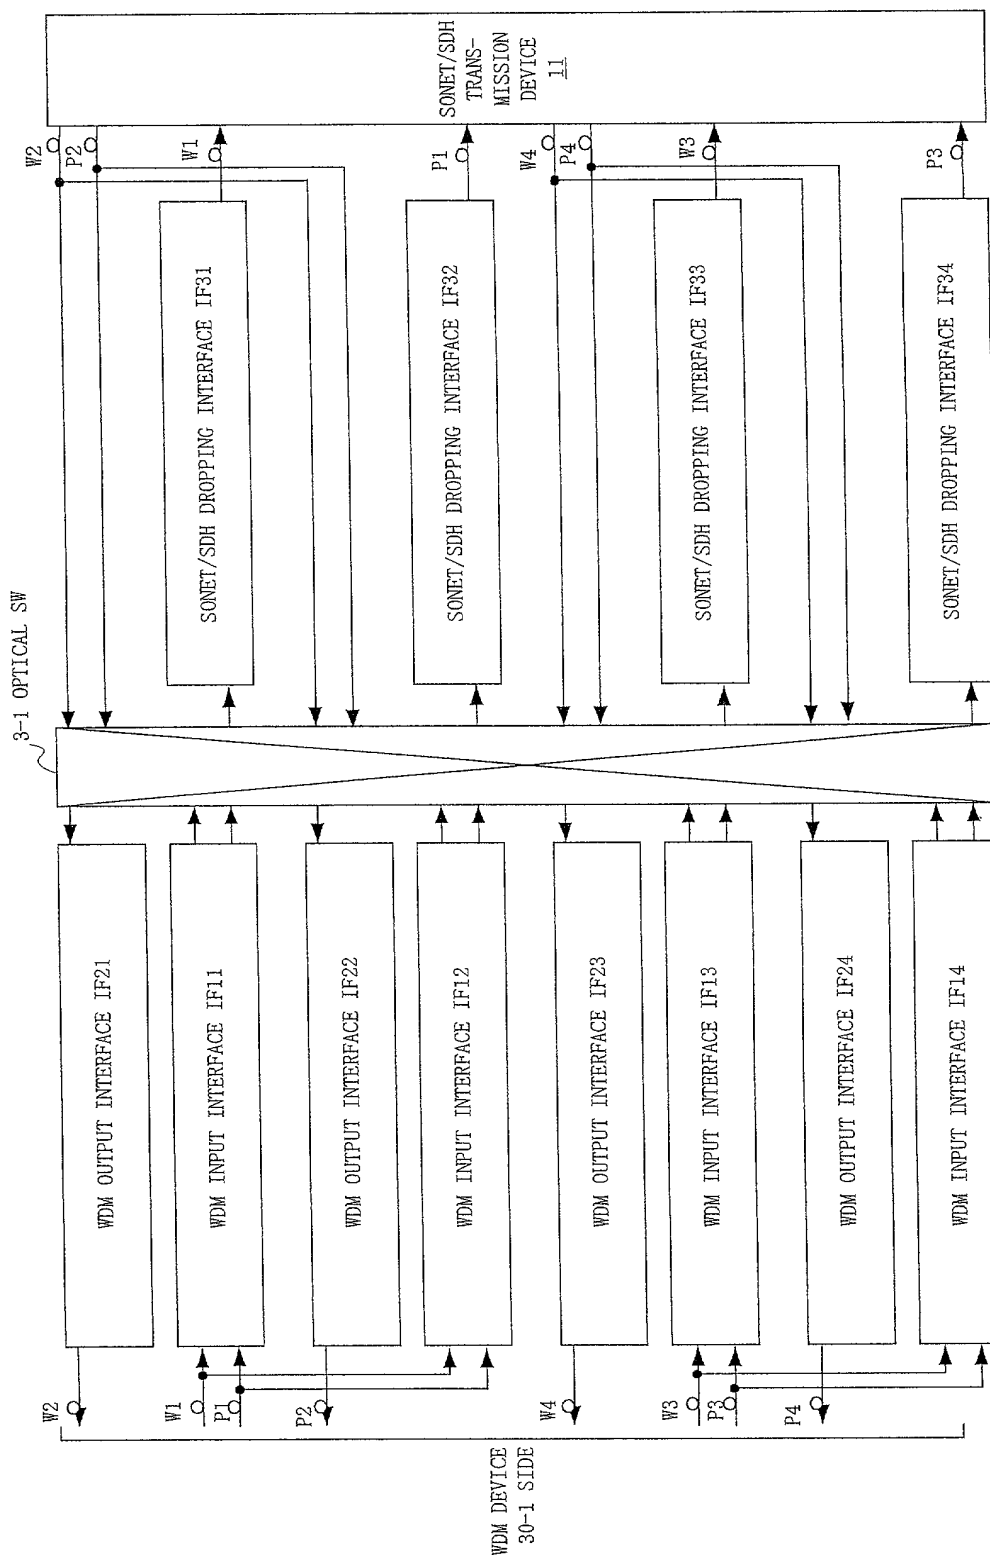 3-1 OPTICAL SW
WDM DEVICE
30-1 SIDE
W2
W1
P1
P2
W4
W3
P3
P4
WDM OUTPUT INTERFACE IF21
WDM INPUT INTERFACE IF11
WDM OUTPUT INTERFACE IF22
WDM INPUT INTERFACE IF12
WDM OUTPUT INTERFACE IF23
WDM INPUT INTERFACE IF13
WDM OUTPUT INTERFACE IF24
WDM INPUT INTERFACE IF14
SONET/SDH DROPPING INTERFACE IF31
SONET/SDH DROPPING INTERFACE IF32
SONET/SDH DROPPING INTERFACE IF33
SONET/SDH DROPPING INTERFACE IF34
W2
P2
W1
P1
W4
P4
W3
P3
SONET/SDH
TRANS-
MISSION
DEVICE
11